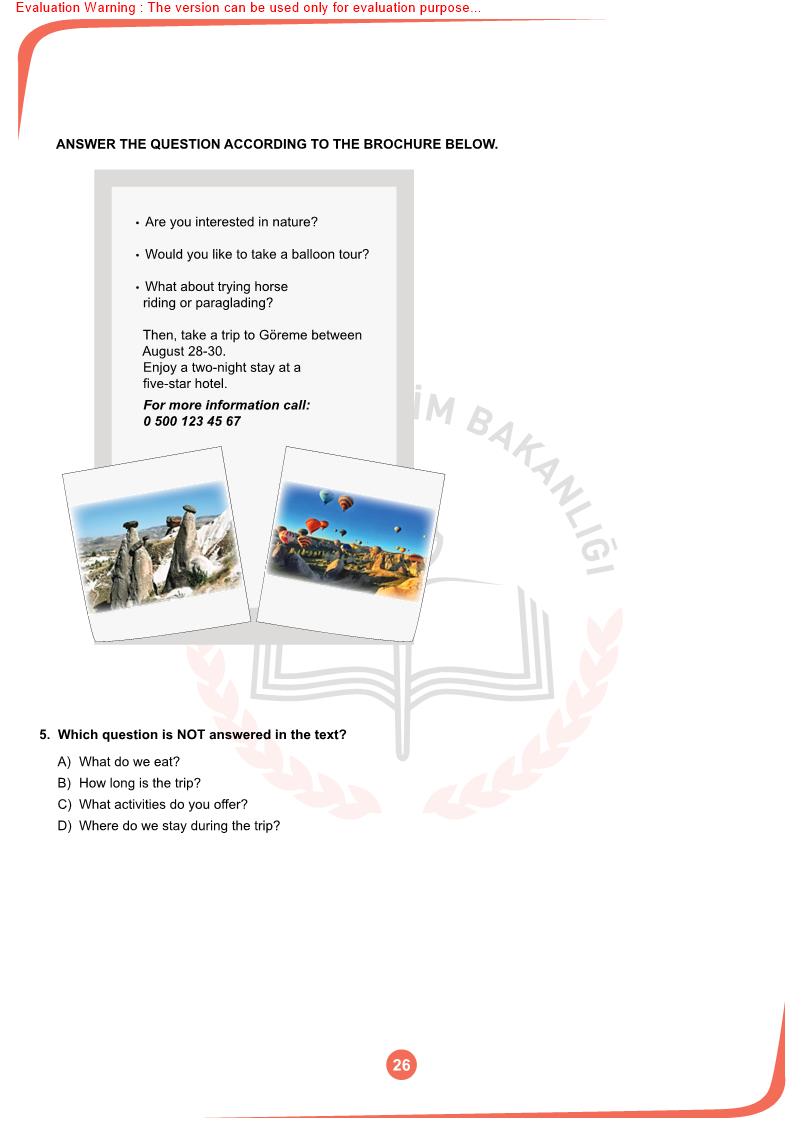 Evaluation Warning : The version can be used only for evaluation purpose...
ANSWER THE QUESTION ACCORDING TO THE BROCHURE BELOW.
• Are you interested in nature?
• Would you like to take a balloon tour?
• What about trying horse
riding or paraglading?
Then, take a trip to Göreme between
August 28-30.
Enjoy a two-night stay at a
five-star hotel.
For more information call:
0 500 123 45 67
İM BAKANLIĞI
5. Which question is NOT answered in the text?
A) What do we eat?
B) How long is the trip?
C) What activities do you offer?
D) Where do we stay during the trip?
26